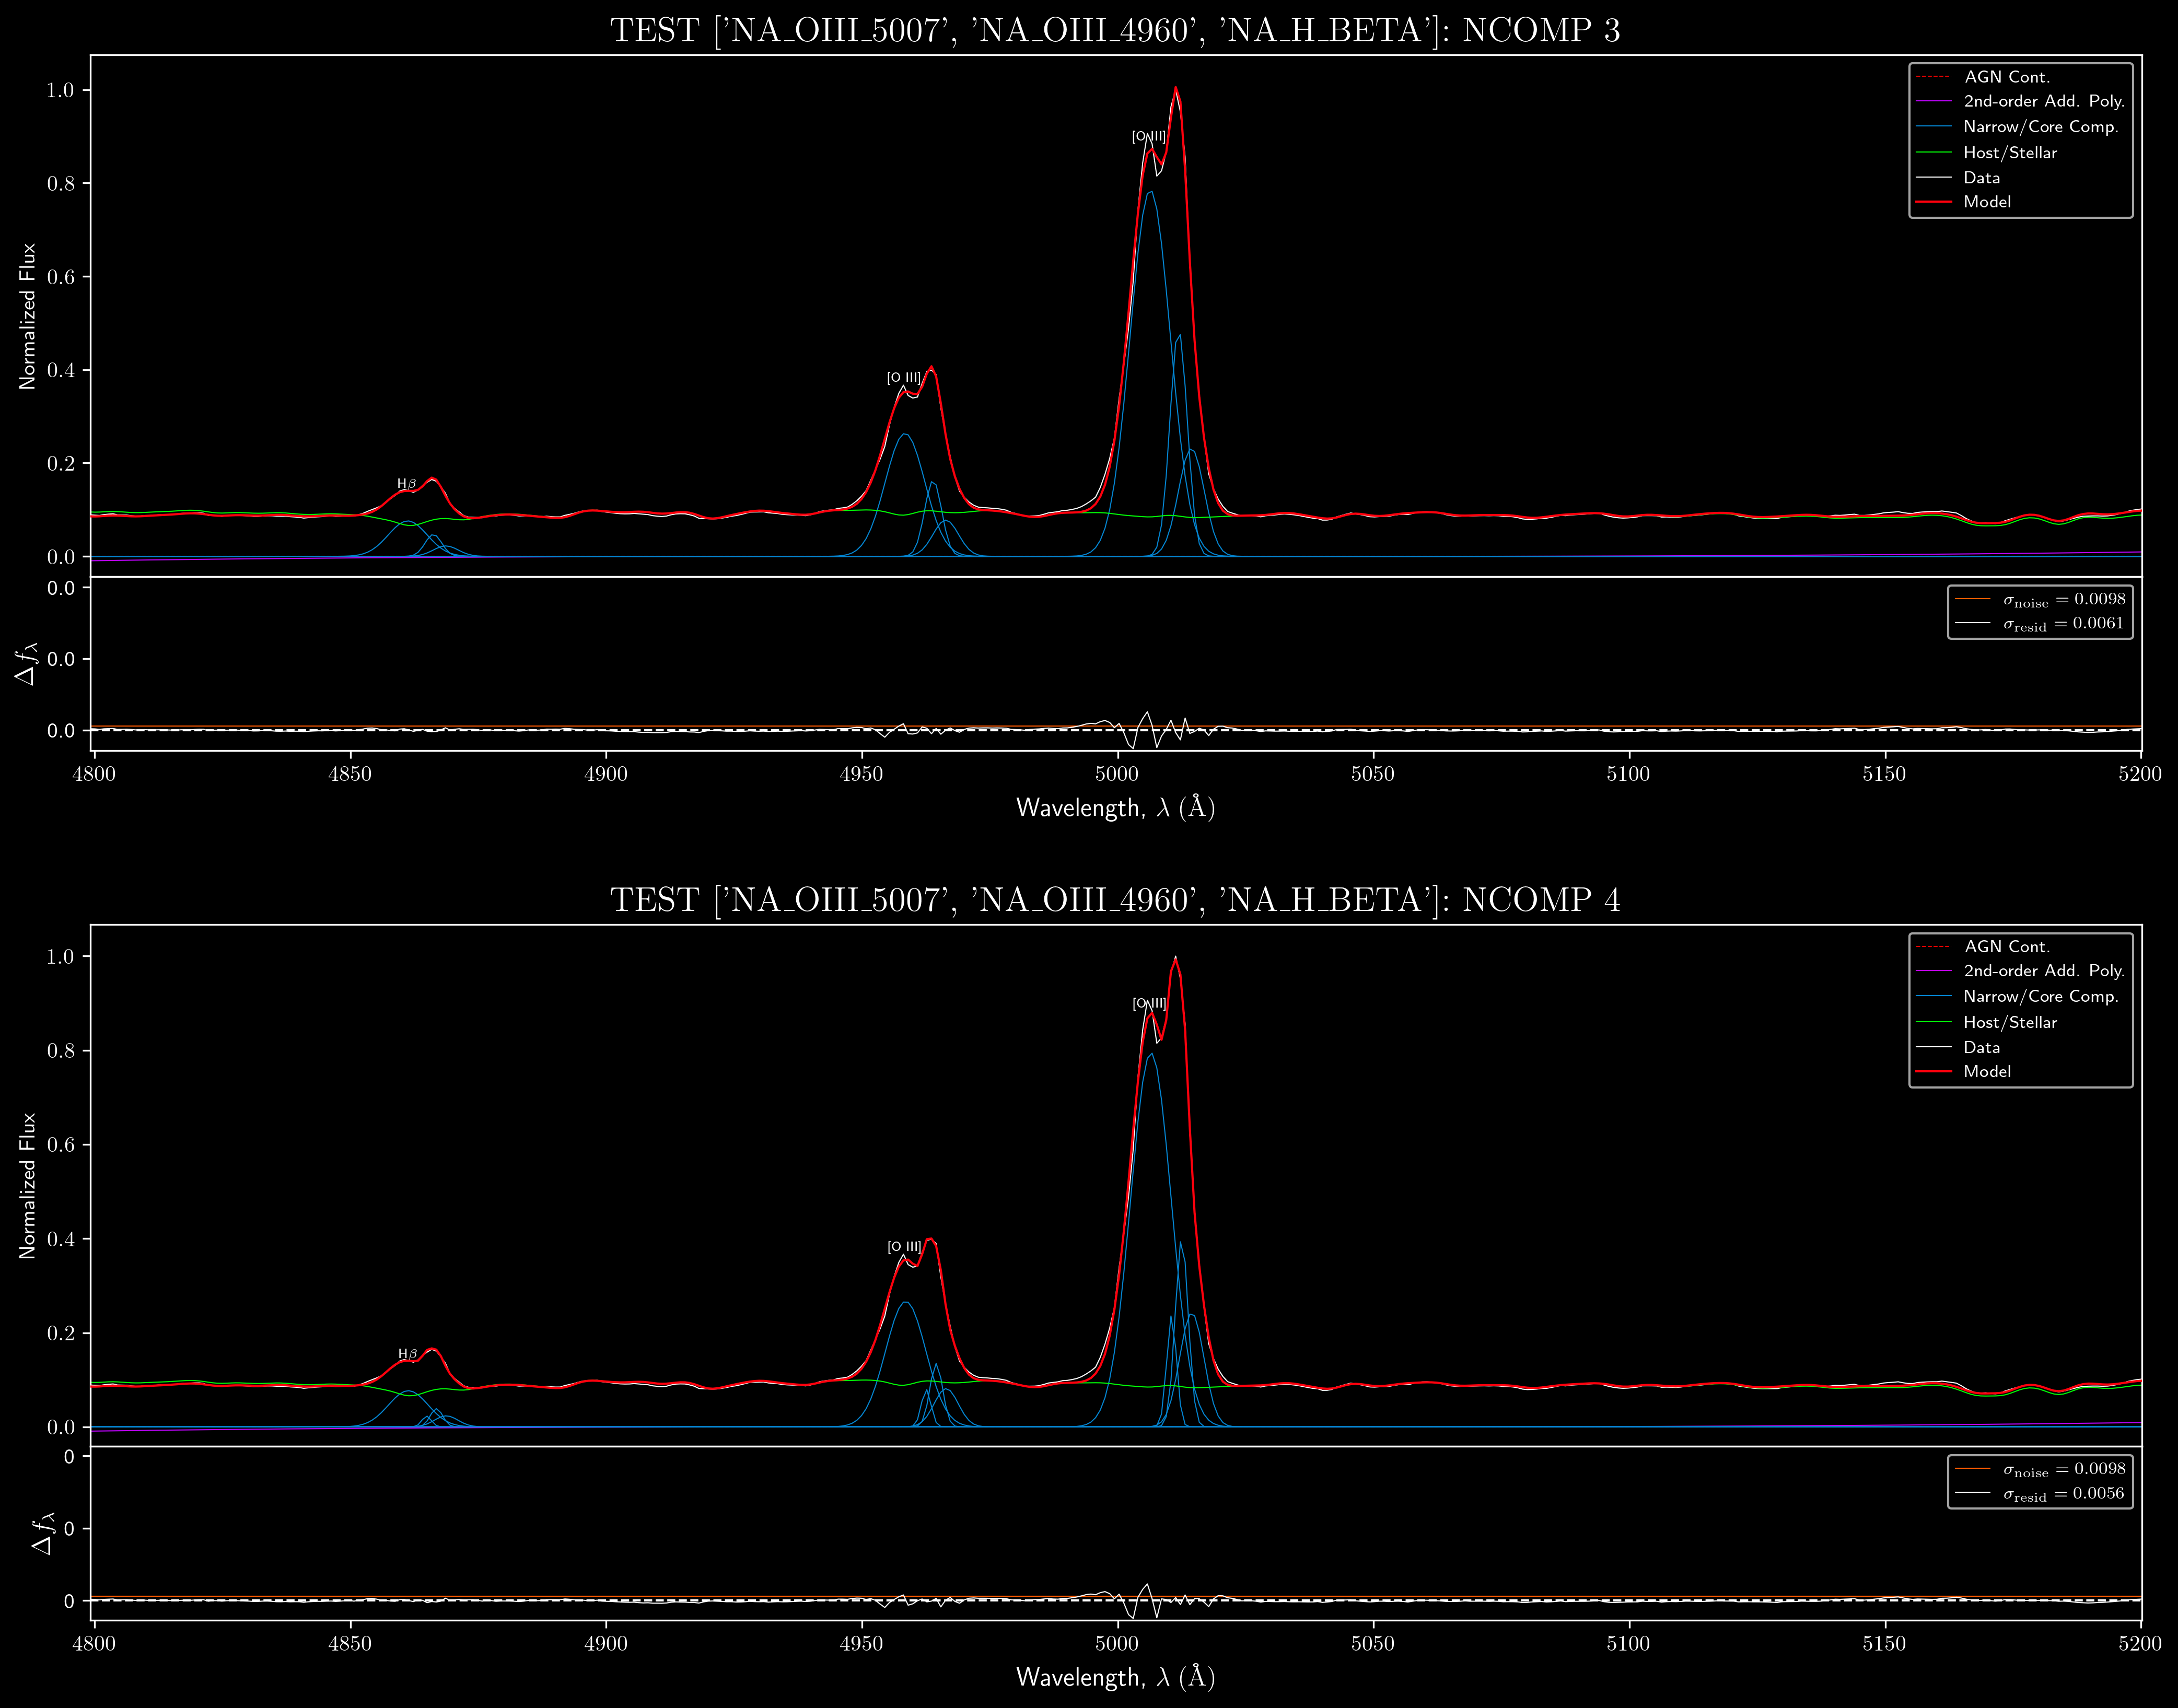 TEST ['NA_OIII_5007', 'NA_OIII_4960', 'NA_H_BETA']: NCOMP 3
AGN Cont.
2nd-order Add. Poly.
Narrow/Core Comp.
Host/Stellar
Data
Model
Normalized Flux
1.0
0.8
0.6
0.4
0.2
0.0
Hβ
[O III]
[O III]
Δf_λ
0.0
0.0
0.0
σ_noise = 0.0098
σ_resid = 0.0061
4800 4850 4900 4950 5000 5050 5100 5150 5200
Wavelength, λ (Å)
TEST ['NA_OIII_5007', 'NA_OIII_4960', 'NA_H_BETA']: NCOMP 4
AGN Cont.
2nd-order Add. Poly.
Narrow/Core Comp.
Host/Stellar
Data
Model
Normalized Flux
1.0
0.8
0.6
0.4
0.2
0.0
Hβ
[O III]
[O III]
Δf_λ
0
0
0
σ_noise = 0.0098
σ_resid = 0.0056
4800 4850 4900 4950 5000 5050 5100 5150 5200
Wavelength, λ (Å)